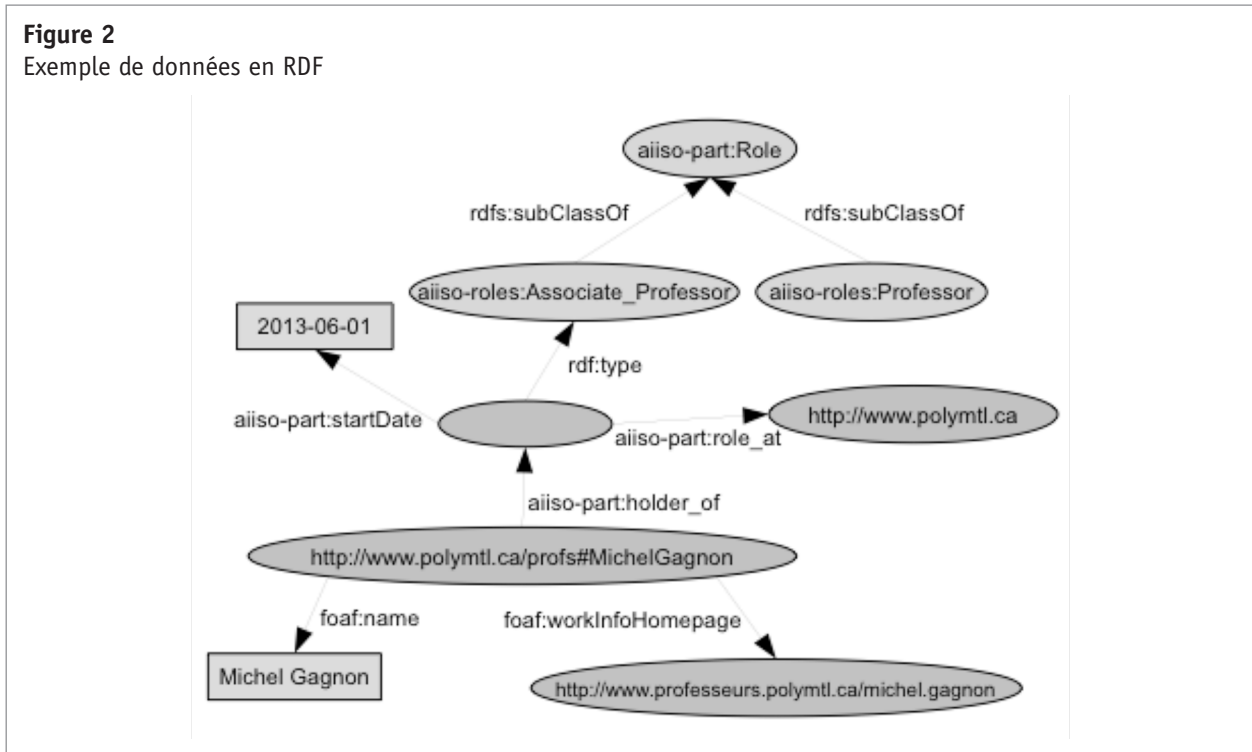 Figure 2
Exemple de données en RDF
aiiso-part:Role
rdfs:subClassOf
rdfs:subClassOf
aiiso-roles:Associate_Professor
aiiso-roles:Professor
2013-06-01
rdf:type
aiiso-part:startDate
http://www.polymtl.ca
aiiso-part:role_at
aiiso-part:holder_of
http://www.polymtl.ca/profs#MichelGagnon
foaf:name
foaf:workInfoHomepage
Michel Gagnon
http://www.professeurs.polymtl.ca/michel.gagnon